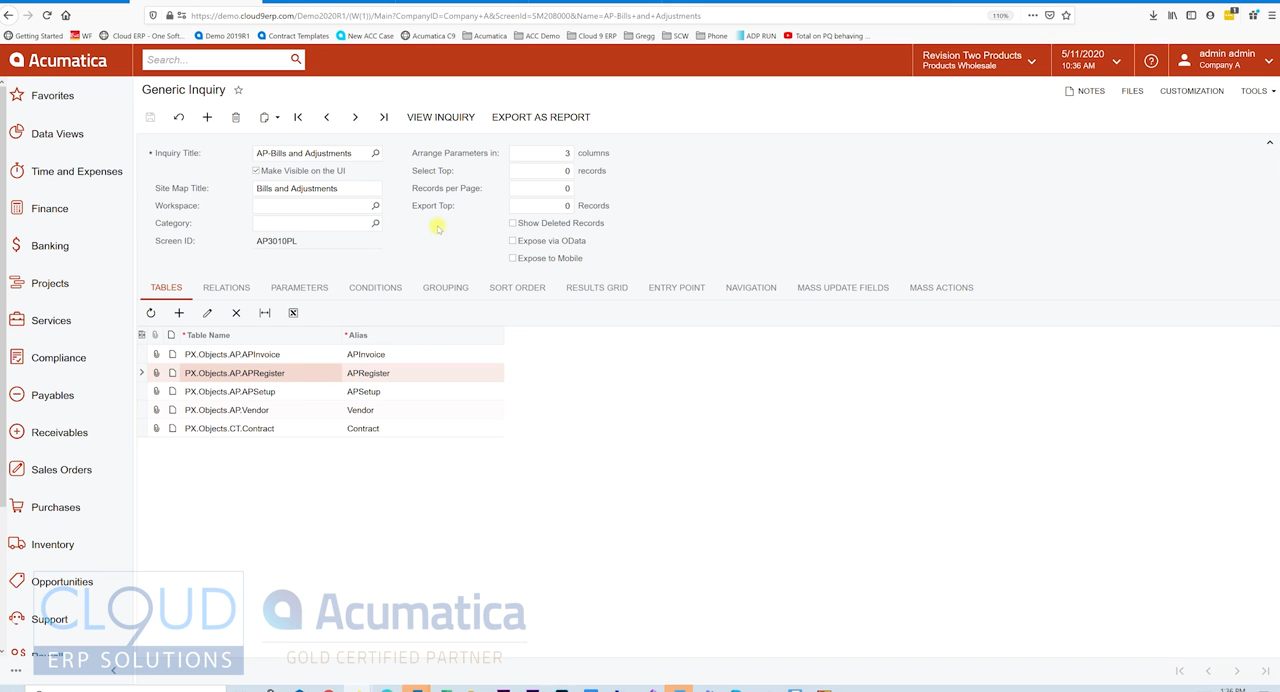 https://demo.cloud9erp.com/Demo2020R1/(W(1))/Main?CompanyID=Company+A&ScreenId=SM208000&Name=AP-Bills+and+Adjustments
110%
Getting Started WF Cloud ERP - One Soft... Demo 2019R1 Contract Templates New ACC Case Acumatica C9 Acumatica ACC Demo Cloud 9 ERP Gregg SCW Phone ADP RUN Total on PQ behaving ...
Acumatica
Search...
Revision Two Products
Products Wholesale
5/11/2020
10:36 AM
admin admin
Company A
Generic Inquiry
NOTES FILES CUSTOMIZATION TOOLS
VIEW INQUIRY EXPORT AS REPORT
Favorites
Data Views
Time and Expenses
Finance
Banking
Projects
Services
Compliance
Payables
Receivables
Sales Orders
Purchases
Inventory
Opportunities
Support
Inquiry Title: AP-Bills and Adjustments
Make Visible on the UI
Site Map Title: Bills and Adjustments
Workspace:
Category:
Screen ID: AP3010PL
Arrange Parameters in: 3 columns
Select Top: 0 records
Records per Page: 0
Export Top: 0 Records
Show Deleted Records
Expose via OData
Expose to Mobile
TABLES RELATIONS PARAMETERS CONDITIONS GROUPING SORT ORDER RESULTS GRID ENTRY POINT NAVIGATION MASS UPDATE FIELDS MASS ACTIONS
* Table Name * Alias
PX.Objects.AP.APInvoice APInvoice
PX.Objects.AP.APRegister APRegister
PX.Objects.AP.APSetup APSetup
PX.Objects.AP.Vendor Vendor
PX.Objects.CT.Contract Contract
CLOUD 9
ERP SOLUTIONS
Acumatica
GOLD CERTIFIED PARTNER
1:36 PM